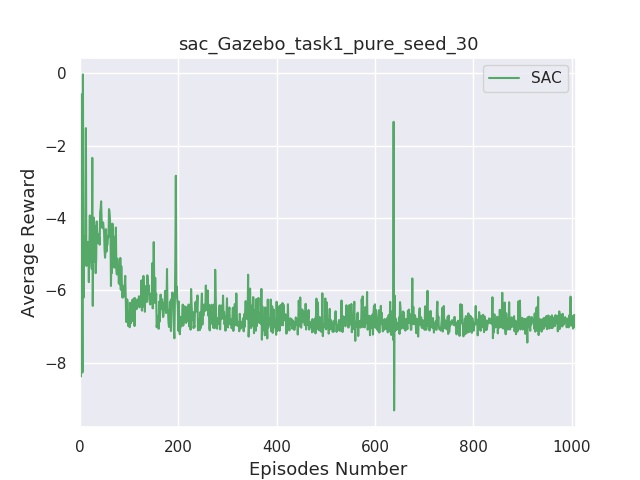 sac_Gazebo_task1_pure_seed_30
SAC
0
−2
−4
−6
−8
Average Reward
0 200 400 600 800 1000
Episodes Number